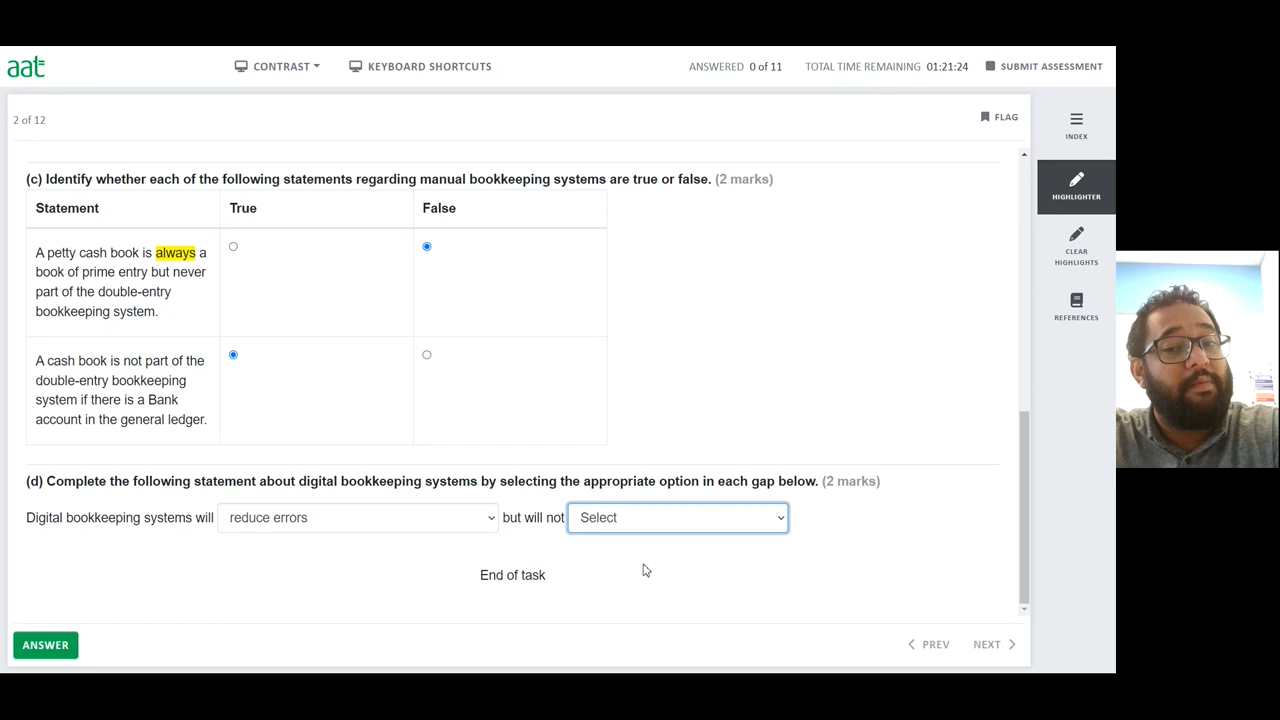 aat
CONTRAST
KEYBOARD SHORTCUTS
ANSWERED 0 of 11
TOTAL TIME REMAINING 01:21:24
SUBMIT ASSESSMENT
2 of 12
FLAG
INDEX
HIGHLIGHTER
CLEAR
HIGHLIGHTS
REFERENCES
(c) Identify whether each of the following statements regarding manual bookkeeping systems are true or false. (2 marks)
Statement True False
A petty cash book is always a
book of prime entry but never
part of the double-entry
bookkeeping system.
A cash book is not part of the
double-entry bookkeeping
system if there is a Bank
account in the general ledger.
(d) Complete the following statement about digital bookkeeping systems by selecting the appropriate option in each gap below. (2 marks)
Digital bookkeeping systems will reduce errors but will not Select
End of task
ANSWER
PREV
NEXT